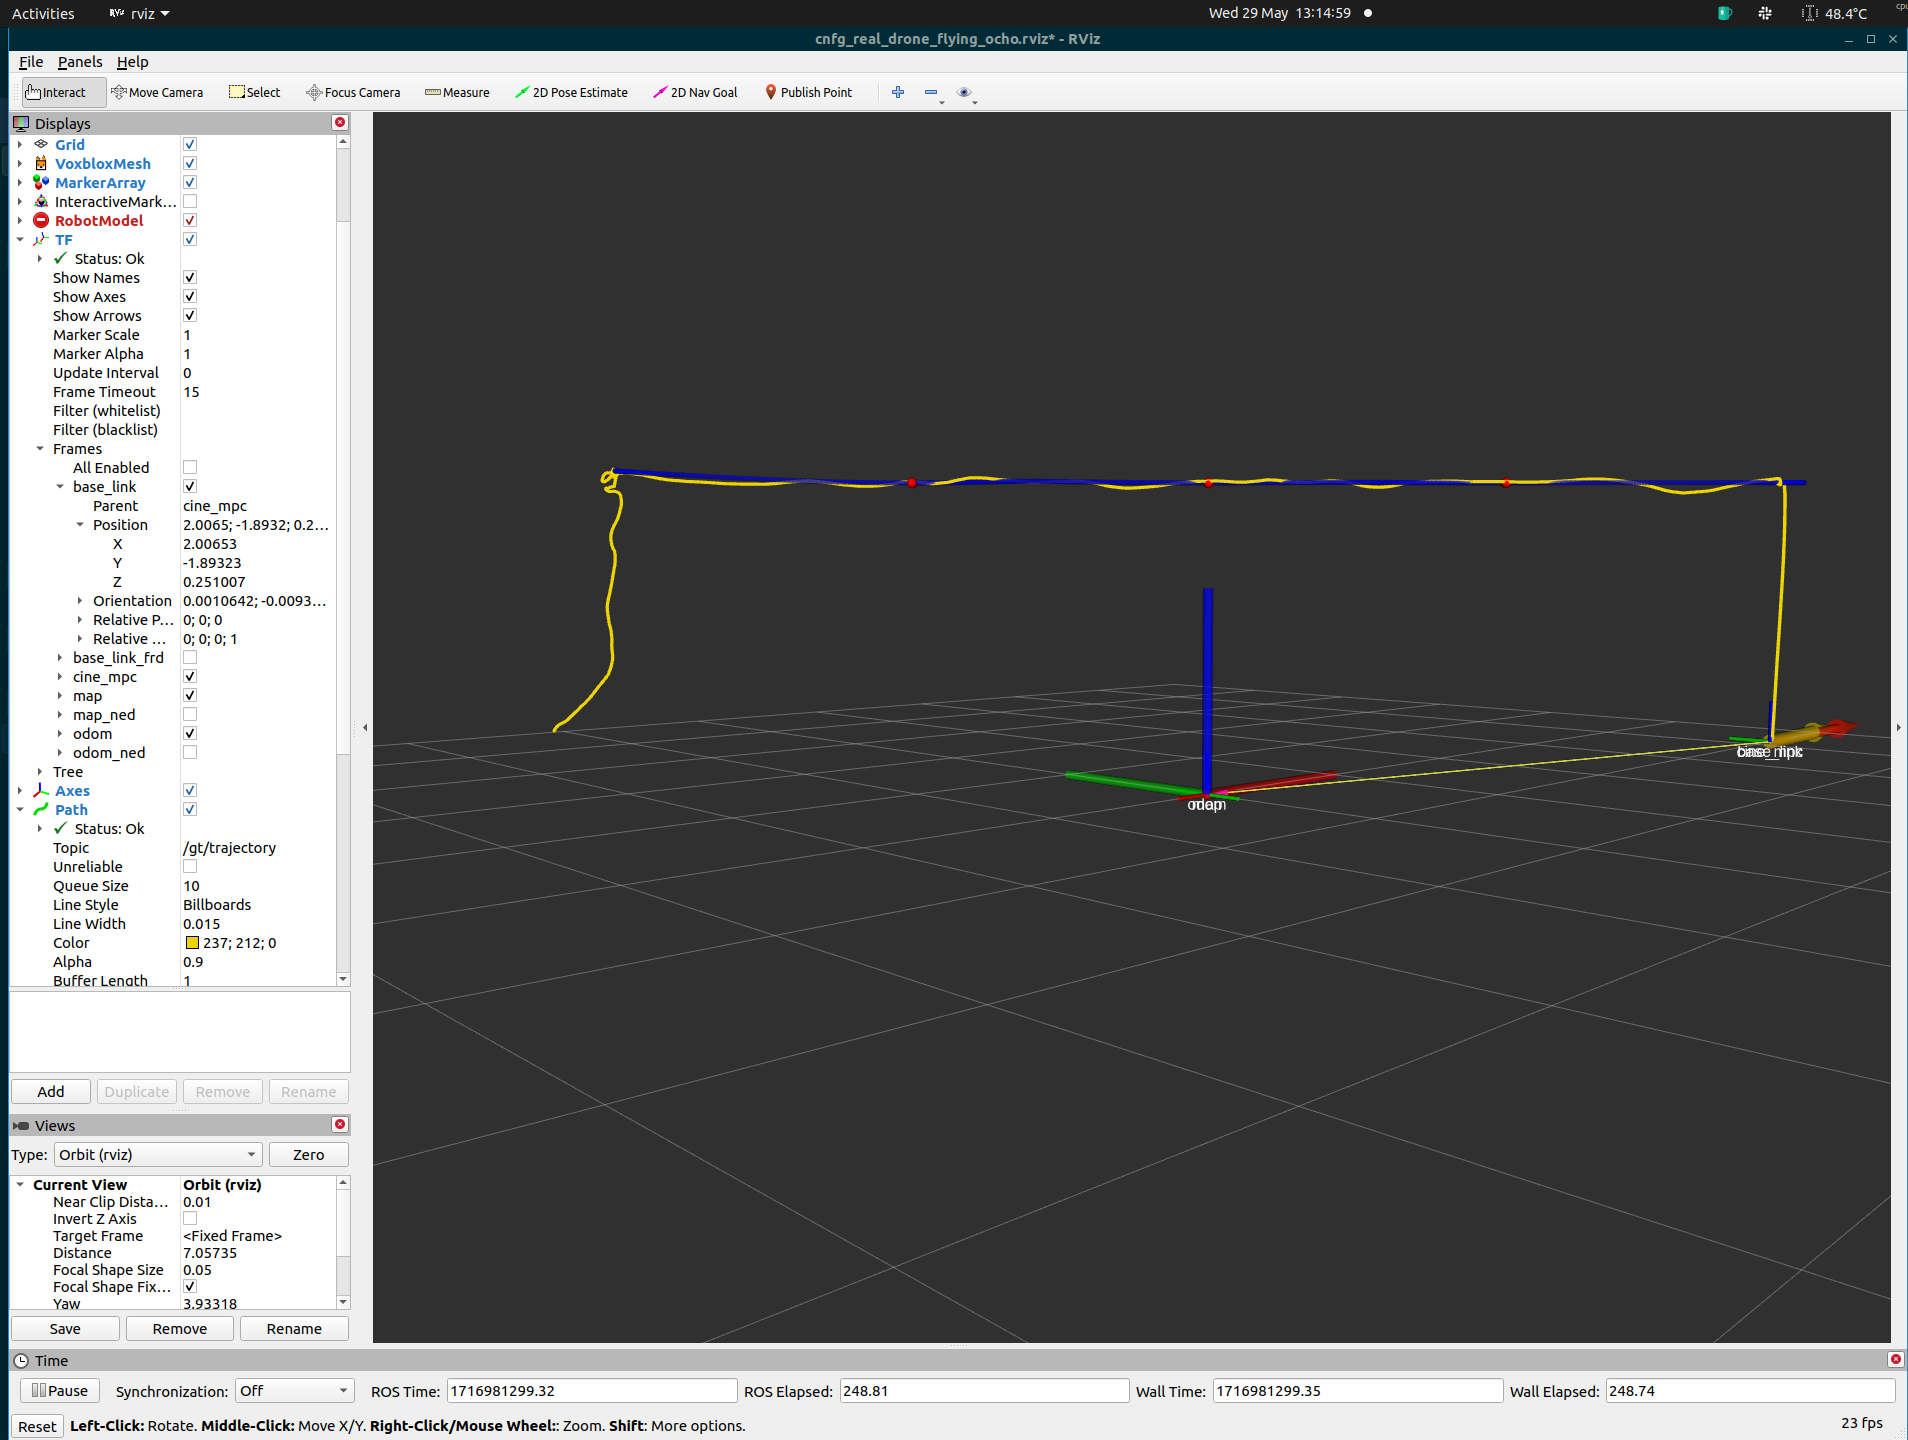 Activities
RViz
rviz
Wed 29 May 13:14:59
48.4°C
cpu
cnfg_real_drone_flying_ocho.rviz* - RViz
File Panels Help
Interact
Move Camera
Select
Focus Camera
Measure
2D Pose Estimate
2D Nav Goal
Publish Point
Displays
Grid
VoxbloxMesh
MarkerArray
InteractiveMark...
RobotModel
TF
Status: Ok
Show Names
Show Axes
Show Arrows
Marker Scale 1
Marker Alpha 1
Update Interval 0
Frame Timeout 15
Filter (whitelist)
Filter (blacklist)
Frames
All Enabled
base_link
Parent cine_mpc
Position 2.0065; -1.8932; 0.2...
X 2.00653
Y -1.89323
Z 0.251007
Orientation 0.0010642; -0.0093...
Relative P... 0; 0; 0
Relative ... 0; 0; 0; 1
base_link_frd
cine_mpc
map
map_ned
odom
odom_ned
Tree
Axes
Path
Status: Ok
Topic /gt/trajectory
Unreliable
Queue Size 10
Line Style Billboards
Line Width 0.015
Color 237; 212; 0
Alpha 0.9
Buffer Length 1
Add Duplicate Remove Rename
Views
Type: Orbit (rviz) Zero
Current View Orbit (rviz)
Near Clip Dista... 0.01
Invert Z Axis
Target Frame <Fixed Frame>
Distance 7.05735
Focal Shape Size 0.05
Focal Shape Fix...
Yaw 3.93318
Save Remove Rename
Time
Pause Synchronization: Off ROS Time: 1716981299.32 ROS Elapsed: 248.81 Wall Time: 1716981299.35 Wall Elapsed: 248.74
Reset Left-Click: Rotate. Middle-Click: Move X/Y. Right-Click/Mouse Wheel:: Zoom. Shift: More options.
23 fps